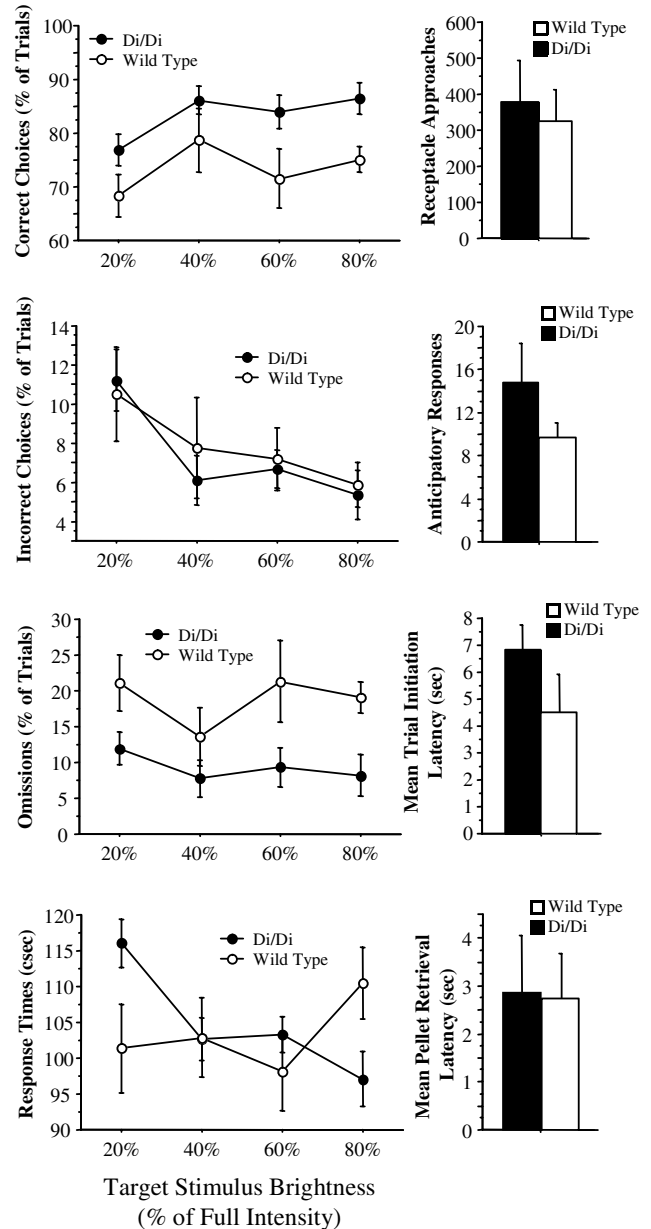 Correct Choices (% of Trials)
Di/Di
Wild Type
100
90
80
70
60
20%
40%
60%
80%
Receptacle Approaches
Wild Type
Di/Di
600
500
400
300
300
100
0
Incorrect Choices (% of Trials)
Di/Di
Wild Type
14
12
10
8
6
4
20%
40%
60%
80%
Anticipatory Responses
Wild Type
Di/Di
20
16
12
8
4
0
Omissions (% of Trials)
Di/Di
Wild Type
30
25
20
15
10
5
0
20%
40%
60%
80%
Mean Trial Initiation
Latency (sec)
Wild Type
Di/Di
8
7
6
5
4
3
2
1
0
Response Times (csec)
Di/Di
Wild Type
120
115
110
105
100
95
90
20%
40%
60%
80%
Mean Pellet Retrieval
Latency (sec)
Wild Type
Di/Di
4
3
2
1
0
Target Stimulus Brightness
(% of Full Intensity)